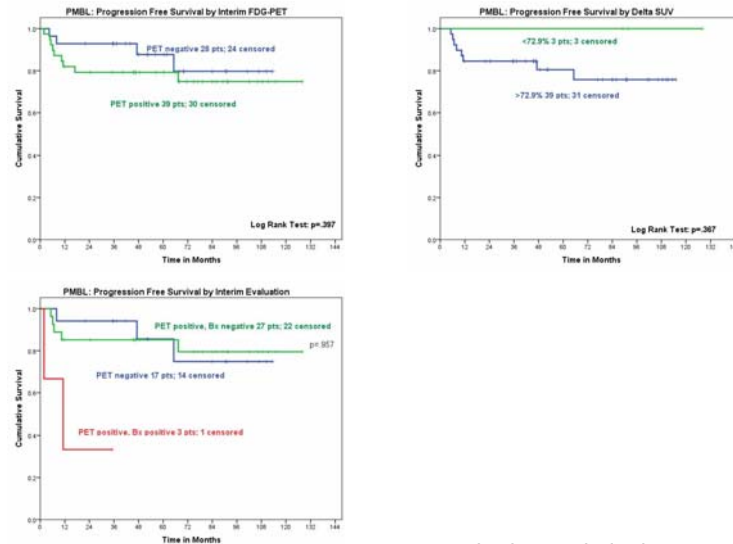 PMBL: Progression Free Survival by Interim FDG-PET
PET negative 28 pts; 24 censored
PET positive 39 pts; 30 censored
Log Rank Test: p=.397
Cumulative Survival
1.0
0.8
0.6
0.4
0.2
0.0
0 12 24 36 48 60 72 84 96 108 120 132 144
Time in Months
PMBL: Progression Free Survival by Delta SUV
<72.9% 3 pts; 3 censored
>72.9% 39 pts; 31 censored
Log Rank Test: p=.367
Cumulative Survival
1.0
0.8
0.6
0.4
0.2
0.0
0 12 24 36 48 60 72 84 96 108 120 132 144
Time in Months
PMBL: Progression Free Survival by Interim Evaluation
PET positive, Bx negative 27 pts; 22 censored
p=.957
PET negative 17 pts; 14 censored
PET positive, Bx positive 3 pts; 1 censored
Cumulative Survival
1.0
0.8
0.6
0.4
0.2
0.0
0 12 24 36 48 60 72 84 96 108 120 132 144
Time in Months